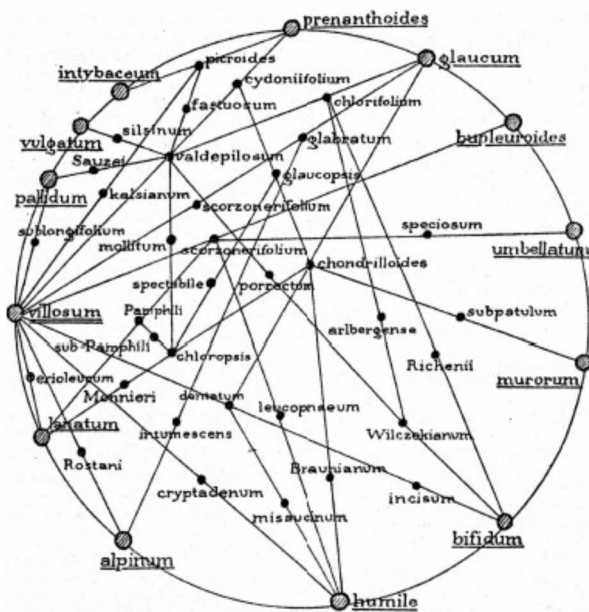 prenanthoides
glaucum
picroides
intybaceum
cydoniifolium
chlorifolium
fastuosum
bupleuroides
silsinum
glabratum
vulgatum
Sauzei
valdepilosum
glaucopsis
pallidum
kalsianum
scorzonerifolium
speciosum
sublongifolium
mollitum
scorzonerifolium
umbellatum
chondrilloides
spectabile
porrectum
villosum
Pamphili
subpatulum
arlbergense
sub-Pamphili
chloropsis
murorum
Richenii
erioleucum
Monnieri
dentatum
leucophaeum
lanatum
intumescens
Wilczekianum
Rostani
Braunianum
cryptadenum
incisum
missucinum
bifidum
alpinum
humile